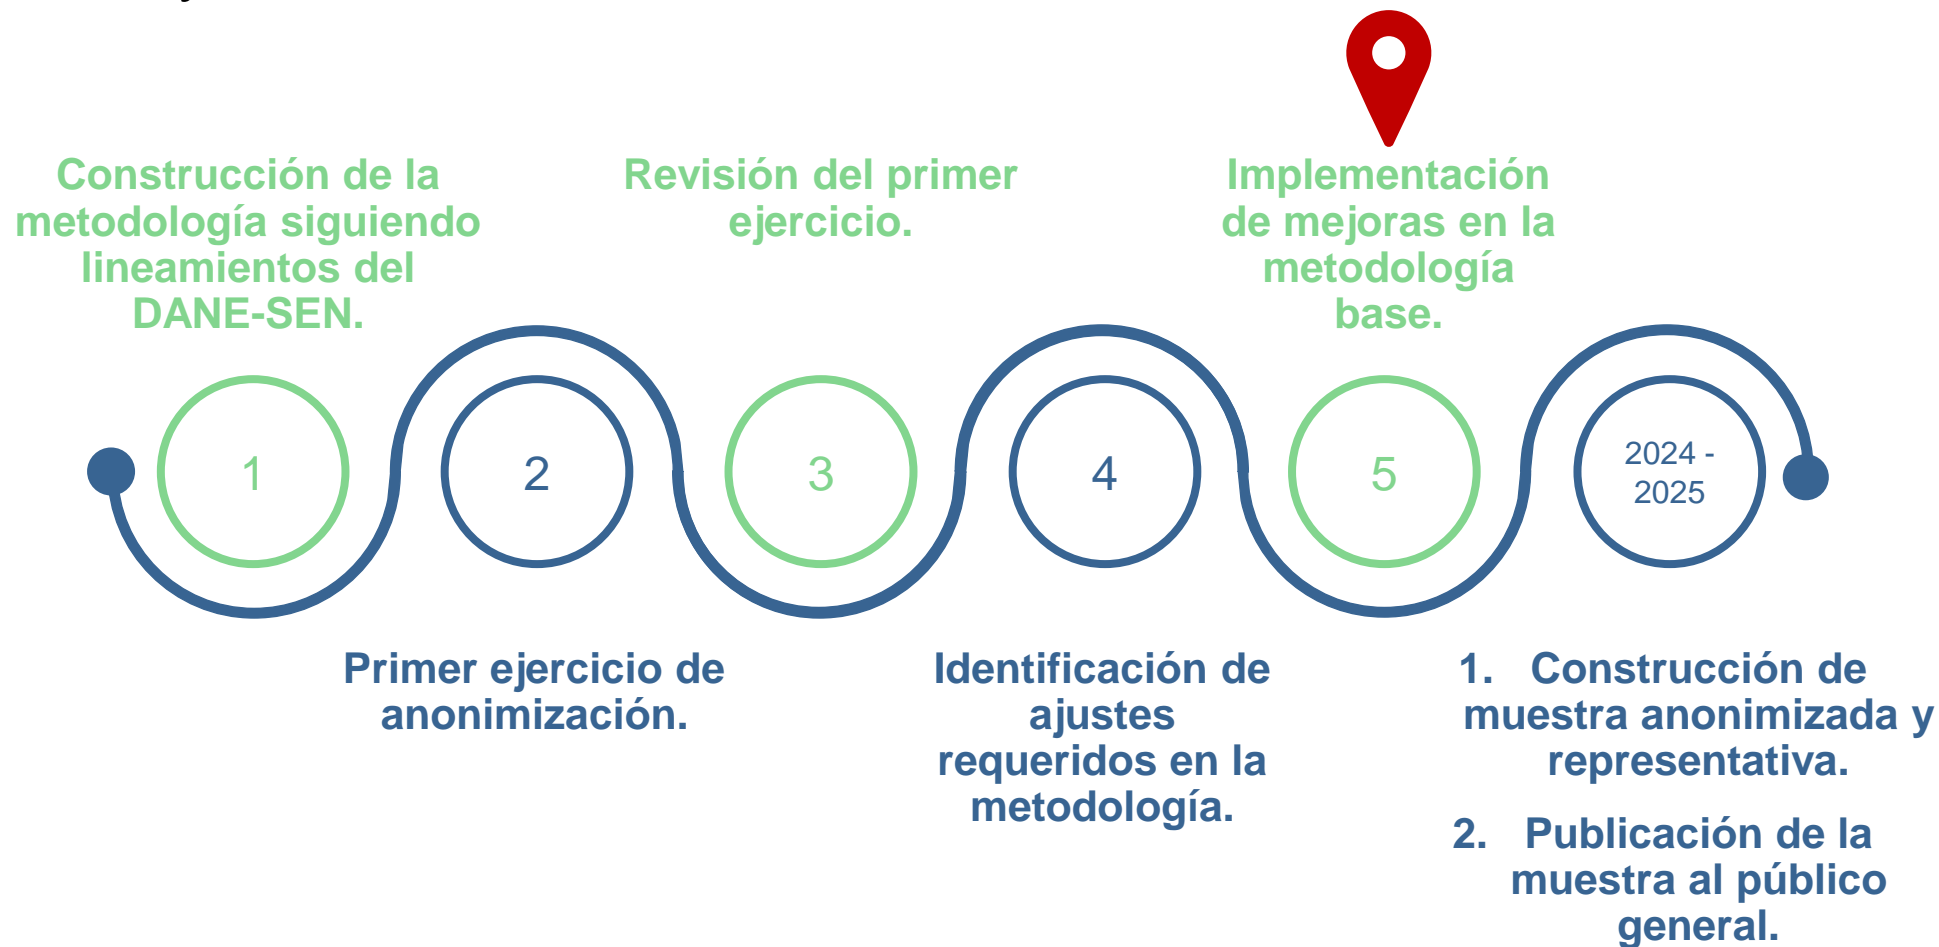 Construcción de la
metodología siguiendo
lineamientos del
DANE-SEN.
Revisión del primer
ejercicio.
Implementación
de mejoras en la
metodología
base.
1
2
3
4
5
2024 -
2025
Primer ejercicio de
anonimización.
Identificación de
ajustes
requeridos en la
metodología.
1. Construcción de
muestra anonimizada y
representativa.
2. Publicación de la
muestra al público
general.